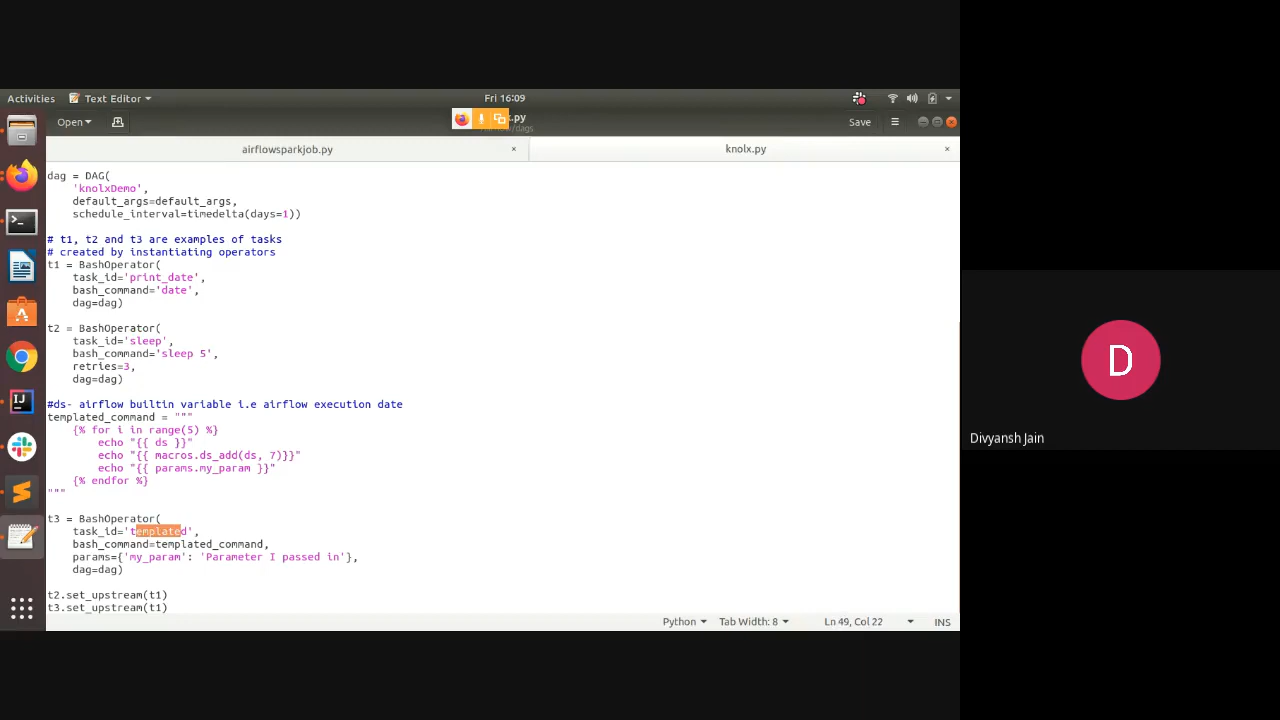 Activities
Text Editor
Fri 16:09
Open
x.py
/dags
Save
airflowsparkjob.py
×
knolx.py
×
dag = DAG(
    'knolxDemo',
    default_args=default_args,
    schedule_interval=timedelta(days=1))
# t1, t2 and t3 are examples of tasks
# created by instantiating operators
t1 = BashOperator(
    task_id='print_date',
    bash_command='date',
    dag=dag)
t2 = BashOperator(
    task_id='sleep',
    bash_command='sleep 5',
    retries=3,
    dag=dag)
#ds- airflow builtin variable i.e airflow execution date
templated_command = """
    {% for i in range(5) %}
        echo "{{ ds }}"
        echo "{{ macros.ds_add(ds, 7)}}"
        echo "{{ params.my_param }}"
    {% endfor %}
"""
t3 = BashOperator(
    task_id='templated',
    bash_command=templated_command,
    params={'my_param': 'Parameter I passed in'},
    dag=dag)
t2.set_upstream(t1)
t3.set_upstream(t1)
Python
Tab Width: 8
Ln 49, Col 22
INS
D
Divyansh Jain